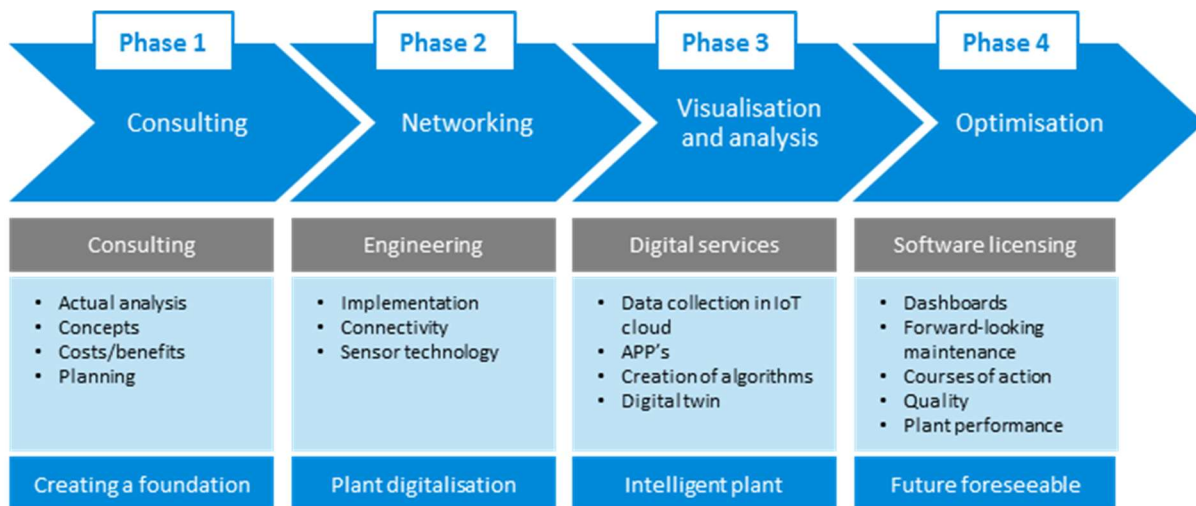 Phase 1
Phase 2
Phase 3
Phase 4
Consulting
Networking
Visualisation
and analysis
Optimisation
Consulting
Engineering
Digital services
Software licensing
• Actual analysis
• Concepts
• Costs/benefits
• Planning
• Implementation
• Connectivity
• Sensor technology
• Data collection in IoT
cloud
• APP's
• Creation of algorithms
• Digital twin
• Dashboards
• Forward-looking
maintenance
• Courses of action
• Quality
• Plant performance
Creating a foundation
Plant digitalisation
Intelligent plant
Future foreseeable